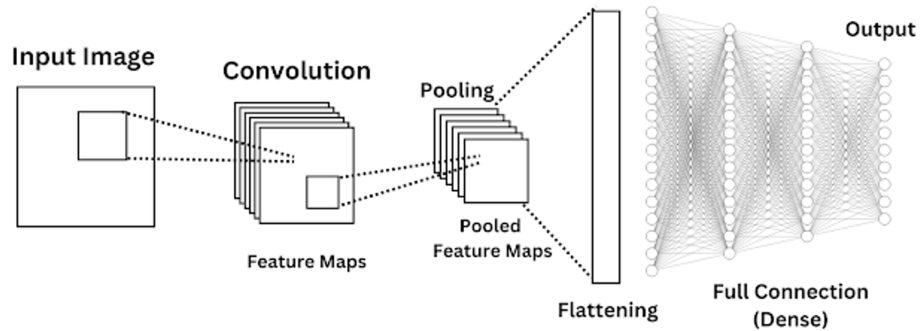 Input Image
Convolution
Feature Maps
Pooling
Pooled
Feature Maps
Flattening
Output
Full Connection
(Dense)